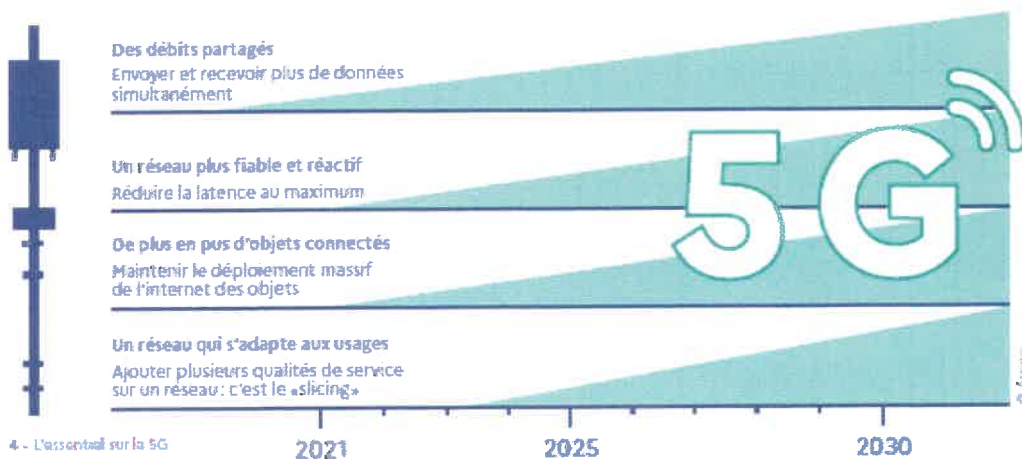 Des débits partagés
Envoyer et recevoir plus de données
simultanément
Un réseau plus fiable et réactif
Réduire la latence au maximum
De plus en pus d'objets connectés
Maintenir le déploiement massif
de l'internet des objets
Un réseau qui s'adapte aux usages
Ajouter plusieurs qualités de service
sur un réseau : c'est le «slicing»
5G
2021
2025
2030
4 - L'essentiel sur la 5G